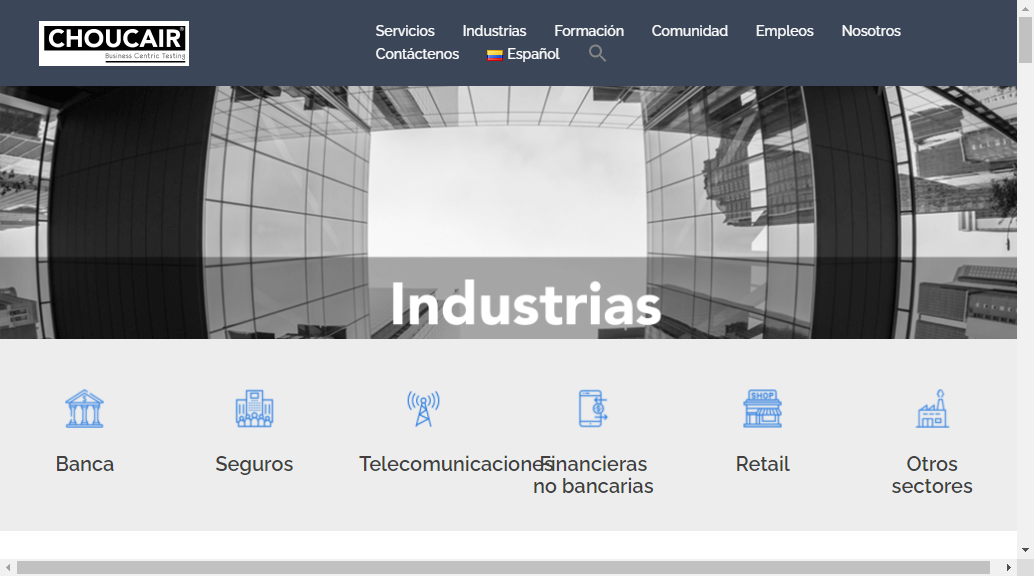 CHOUCAIR®
Business Centric Testing
Servicios Industrias Formación Comunidad Empleos Nosotros
Contáctenos Español
Industrias
SHOP
Banca Seguros Telecomunicaciones Financieras no bancarias Retail Otros sectores